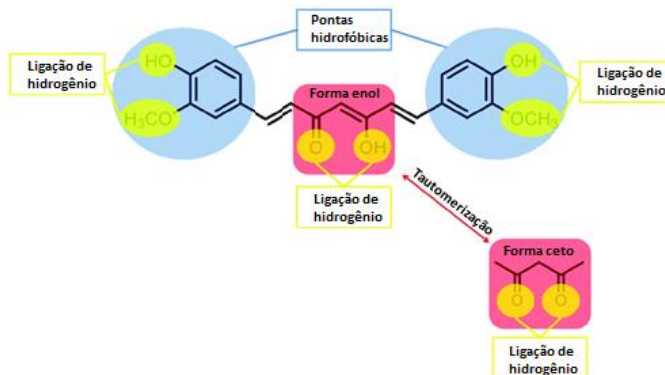 Pontas
hidrofóbicas
Ligação de
hidrogênio
HO
H₃CO
OH
OCH₃
Ligação de
hidrogênio
Forma enol
O
OH
Ligação de
hidrogênio
Tautomerização
Forma ceto
O
O
Ligação de
hidrogênio